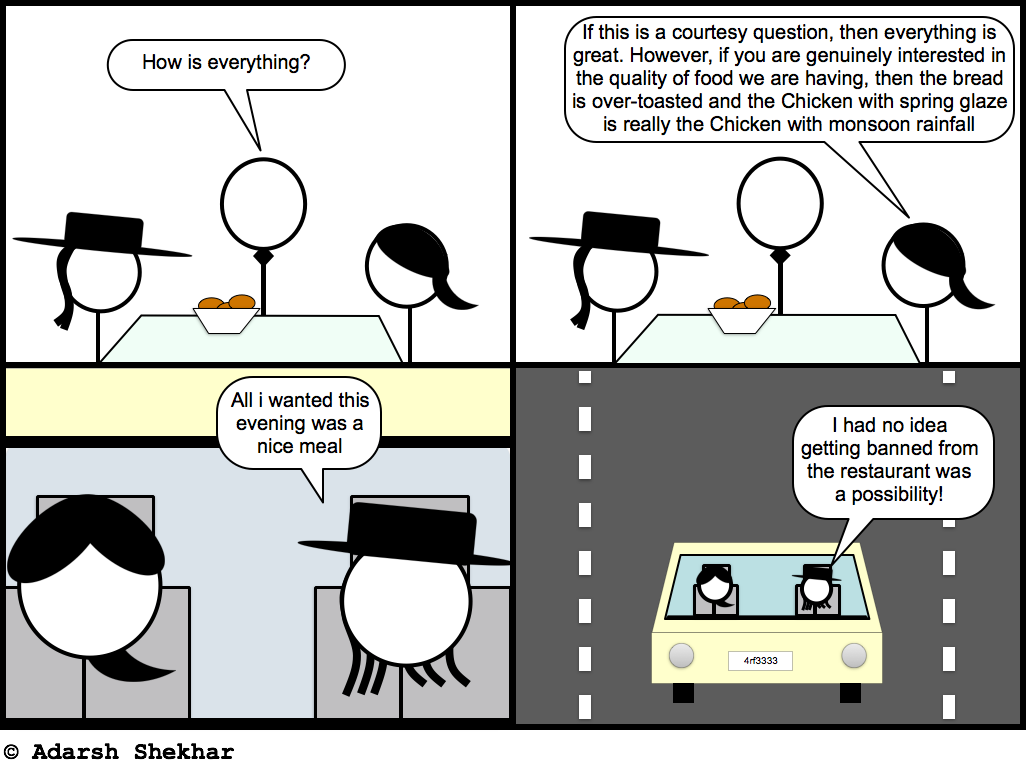 How is everything?
If this is a courtesy question, then everything is
great. However, if you are genuinely interested in
the quality of food we are having, then the bread
is over-toasted and the Chicken with spring glaze
is really the Chicken with monsoon rainfall
All i wanted this
evening was a
nice meal
I had no idea
getting banned from
the restaurant was
a possibility!
4rf3333
© Adarsh Shekhar